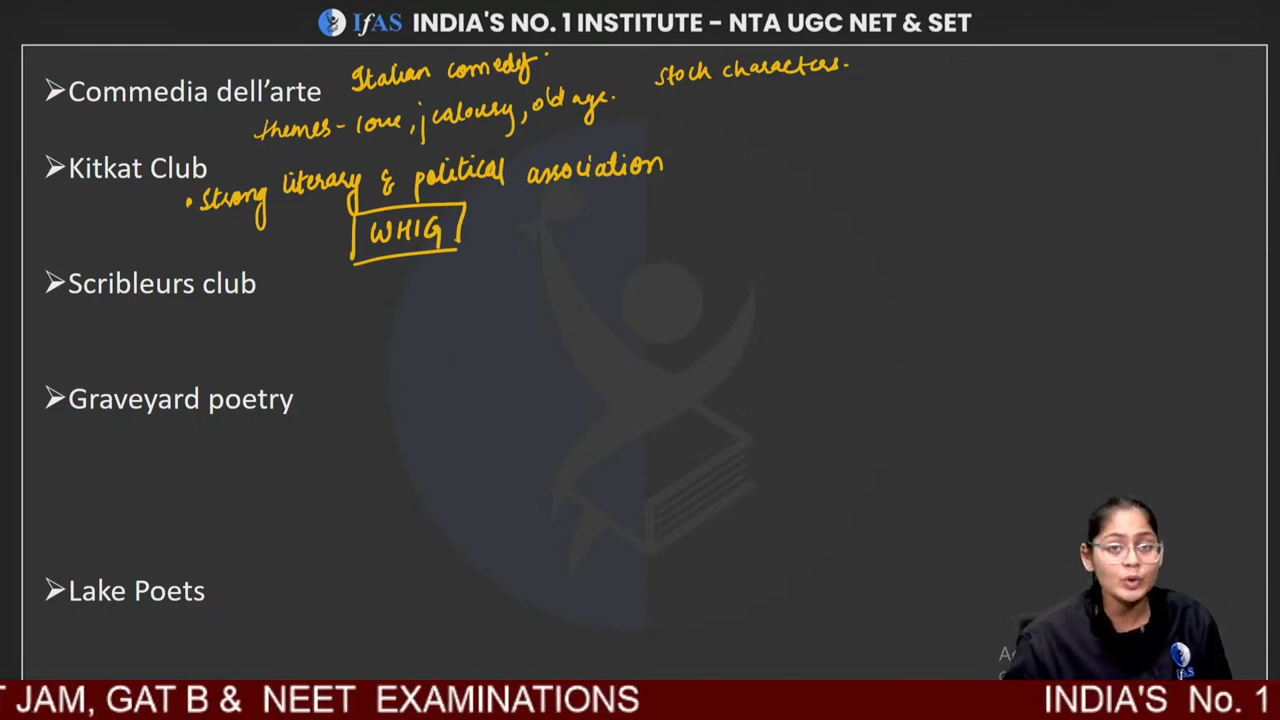 IfAS INDIA'S NO. 1 INSTITUTE – NTA UGC NET & SET
➢Commedia dell'arte
Italian comedy.
stock characters.
themes - love, jealousy, old age.
➢Kitkat Club
• Strong literary & political association
WHIG
➢Scribleurs club
➢Graveyard poetry
➢Lake Poets
IfAS
T JAM, GAT B & NEET EXAMINATIONS
INDIA'S No. 1